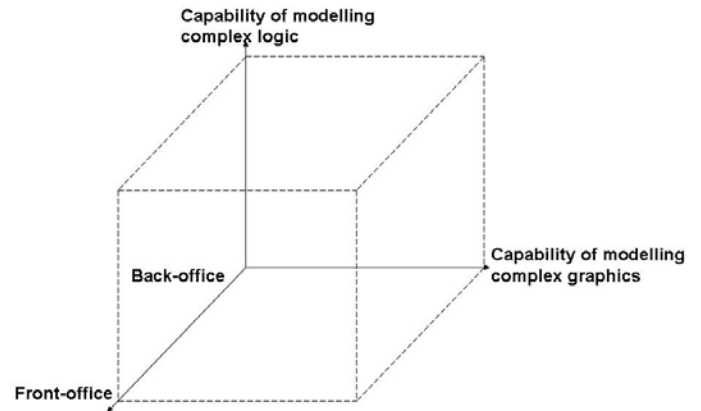 Capability of modelling
complex logic
Back-office
Capability of modelling
complex graphics
Front-office